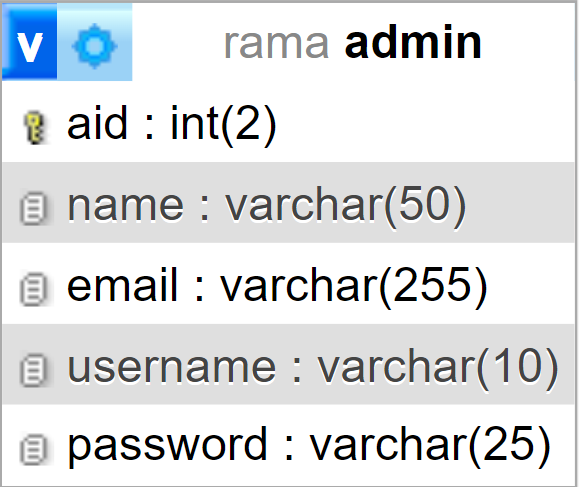 v rama admin
aid : int(2)
name : varchar(50)
email : varchar(255)
username : varchar(10)
password : varchar(25)